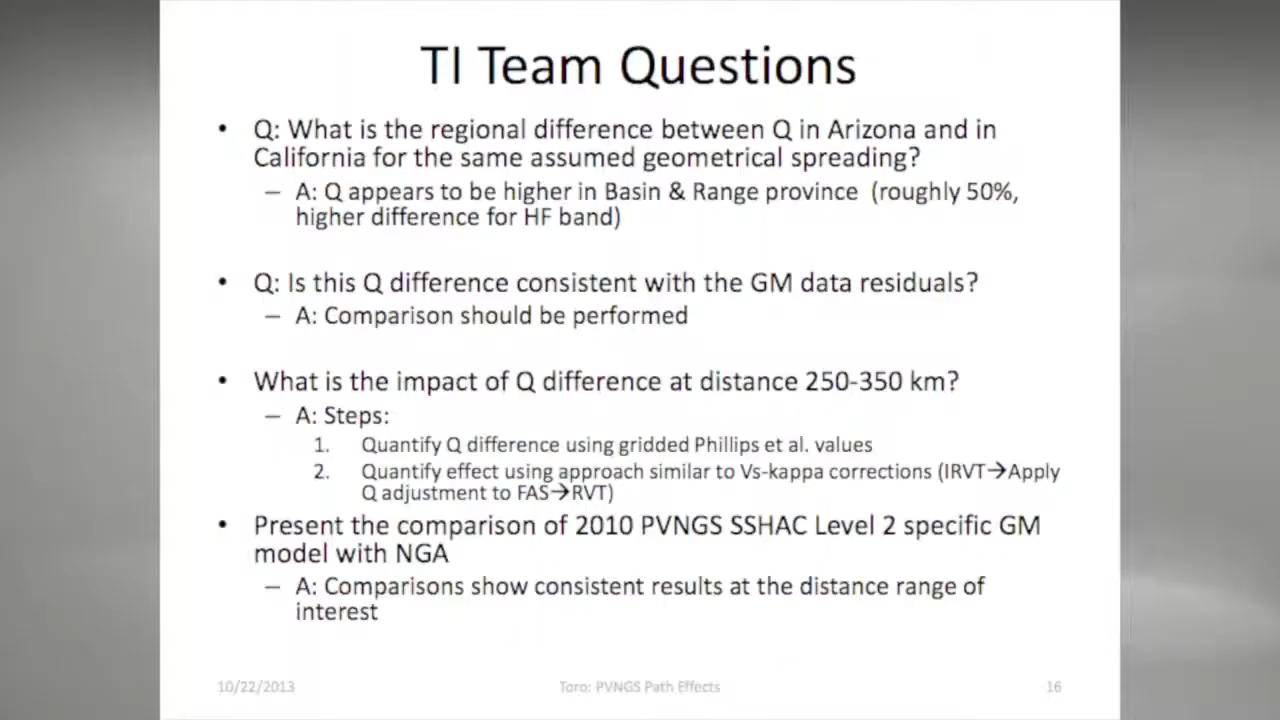 TI Team Questions
• Q: What is the regional difference between Q in Arizona and in
California for the same assumed geometrical spreading?
– A: Q appears to be higher in Basin & Range province (roughly 50%,
higher difference for HF band)
• Q: Is this Q difference consistent with the GM data residuals?
– A: Comparison should be performed
• What is the impact of Q difference at distance 250-350 km?
– A: Steps:
1. Quantify Q difference using gridded Phillips et al. values
2. Quantify effect using approach similar to Vs-kappa corrections (IRVT→Apply
Q adjustment to FAS→RVT)
• Present the comparison of 2010 PVNGS SSHAC Level 2 specific GM
model with NGA
– A: Comparisons show consistent results at the distance range of
interest
10/22/2013 Toro: PVNGS Path Effects 16